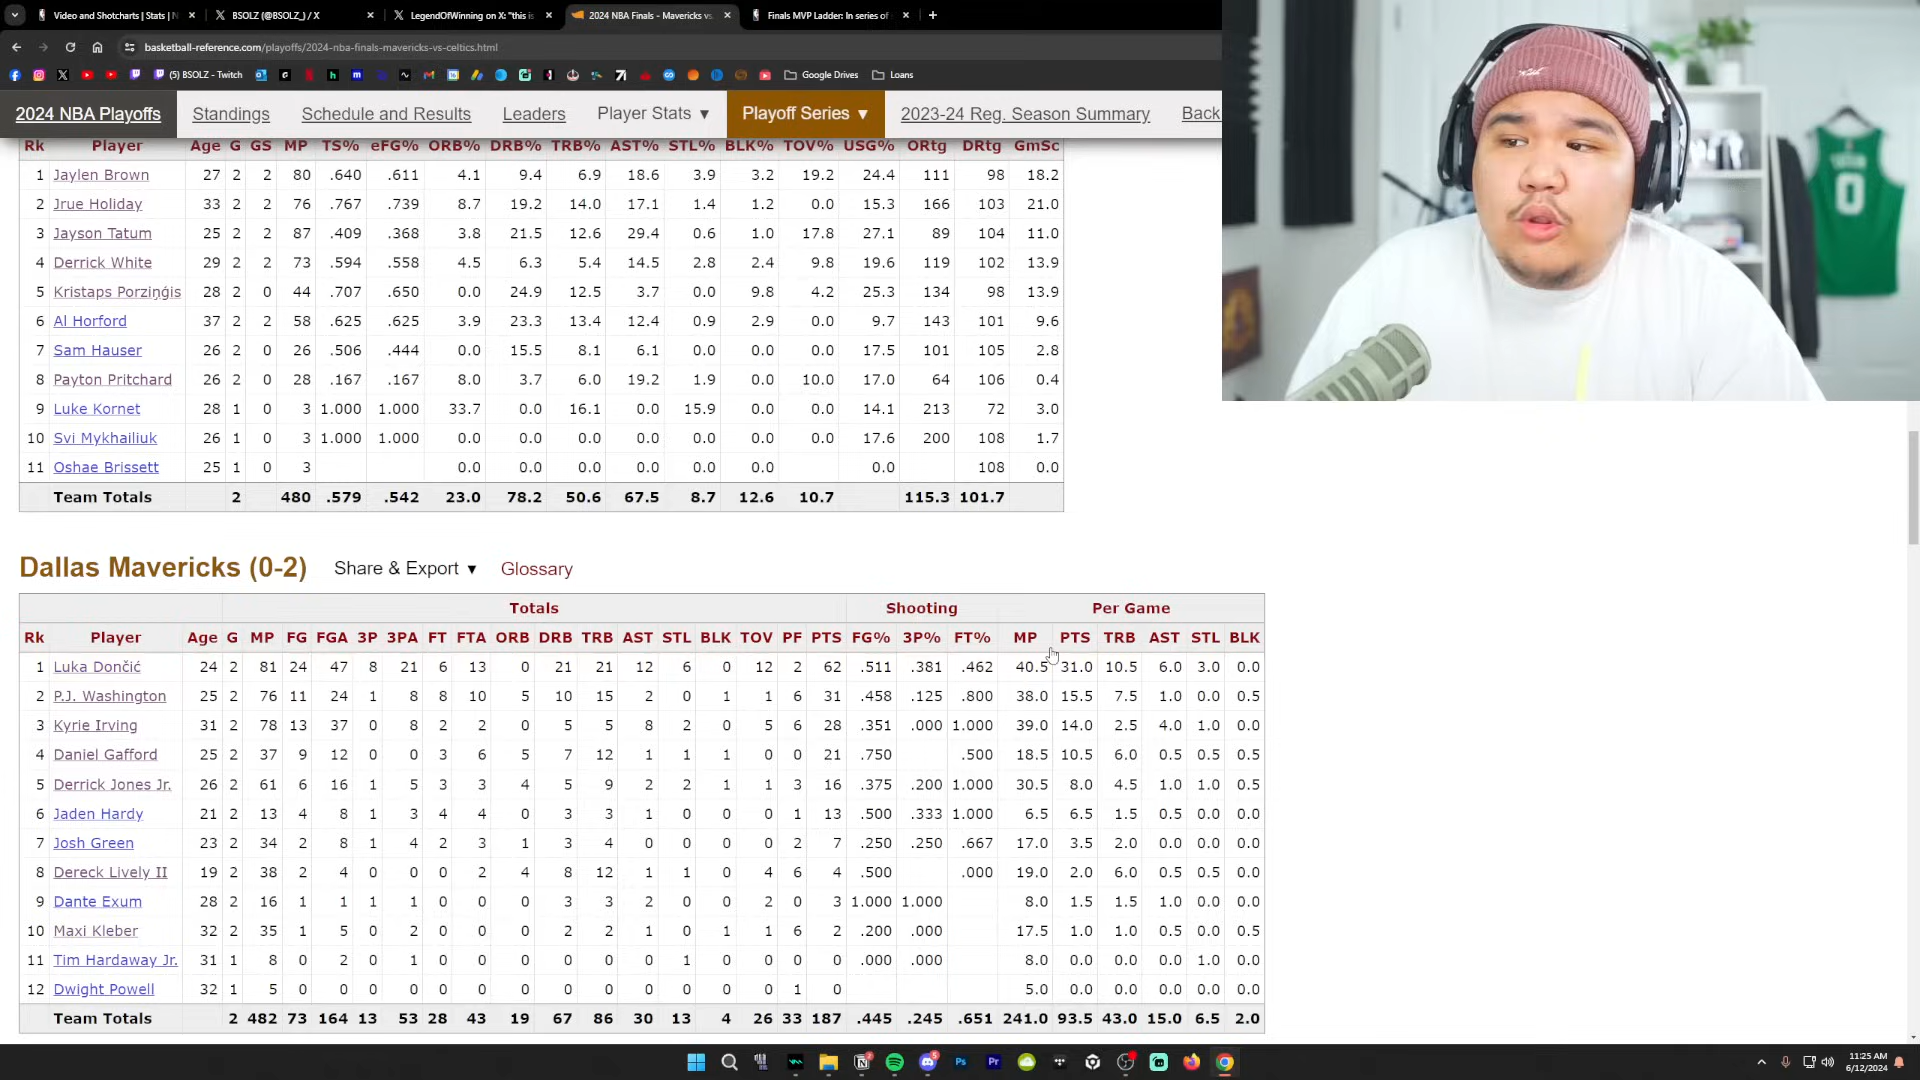 Video and Shotcharts | Stats | N
BSOLZ (@BSOLZ_) / X
LegendOfWinning on X: "this is
2024 NBA Finals - Mavericks vs.
Finals MVP Ladder: In series of
basketball-reference.com/playoffs/2024-nba-finals-mavericks-vs-celtics.html
(5) BSOLZ - Twitch
Google Drives
Loans
2024 NBA Playoffs Standings Schedule and Results Leaders Player Stats ▼ Playoff Series ▼ 2023-24 Reg. Season Summary Back
Rk Player Age G GS MP TS% eFG% ORB% DRB% TRB% AST% STL% BLK% TOV% USG% ORtg DRtg GmSc
1 Jaylen Brown 27 2 2 80 .640 .611 4.1 9.4 6.9 18.6 3.9 3.2 19.2 24.4 111 98 18.2
2 Jrue Holiday 33 2 2 76 .767 .739 8.7 19.2 14.0 17.1 1.4 1.2 0.0 15.3 166 103 21.0
3 Jayson Tatum 25 2 2 87 .409 .368 3.8 21.5 12.6 29.4 0.6 1.0 17.8 27.1 89 104 11.0
4 Derrick White 29 2 2 73 .594 .558 4.5 6.3 5.4 14.5 2.8 2.4 9.8 19.6 119 102 13.9
5 Kristaps Porziņģis 28 2 0 44 .707 .650 0.0 24.9 12.5 3.7 0.0 9.8 4.2 25.3 134 98 13.9
6 Al Horford 37 2 2 58 .625 .625 3.9 23.3 13.4 12.4 0.9 2.9 0.0 9.7 143 101 9.6
7 Sam Hauser 26 2 0 26 .506 .444 0.0 15.5 8.1 6.1 0.0 0.0 0.0 17.5 101 105 2.8
8 Payton Pritchard 26 2 0 28 .167 .167 8.0 3.7 6.0 19.2 1.9 0.0 10.0 17.0 64 106 0.4
9 Luke Kornet 28 1 0 3 1.000 1.000 33.7 0.0 16.1 0.0 15.9 0.0 0.0 14.1 213 72 3.0
10 Svi Mykhailiuk 26 1 0 3 1.000 1.000 0.0 0.0 0.0 0.0 0.0 0.0 0.0 17.6 200 108 1.7
11 Oshae Brissett 25 1 0 3 0.0 0.0 0.0 0.0 0.0 0.0 0.0 108 0.0
Team Totals 2 480 .579 .542 23.0 78.2 50.6 67.5 8.7 12.6 10.7 115.3 101.7
Dallas Mavericks (0-2) Share & Export ▼ Glossary
Totals Shooting Per Game
Rk Player Age G MP FG FGA 3P 3PA FT FTA ORB DRB TRB AST STL BLK TOV PF PTS FG% 3P% FT% MP PTS TRB AST STL BLK
1 Luka Dončić 24 2 81 24 47 8 21 6 13 0 21 21 12 6 0 12 2 62 .511 .381 .462 40.5 31.0 10.5 6.0 3.0 0.0
2 P.J. Washington 25 2 76 11 24 1 8 8 10 5 10 15 2 0 1 1 6 31 .458 .125 .800 38.0 15.5 7.5 1.0 0.0 0.5
3 Kyrie Irving 31 2 78 13 37 0 8 2 2 0 5 5 8 2 0 5 6 28 .351 .000 1.000 39.0 14.0 2.5 4.0 1.0 0.0
4 Daniel Gafford 25 2 37 9 12 0 0 3 6 5 7 12 1 1 1 0 0 21 .750 .500 18.5 10.5 6.0 0.5 0.5 0.5
5 Derrick Jones Jr. 26 2 61 6 16 1 5 3 3 4 5 9 2 2 1 1 3 16 .375 .200 1.000 30.5 8.0 4.5 1.0 1.0 0.5
6 Jaden Hardy 21 2 13 4 8 1 3 4 4 0 3 3 1 0 0 0 1 13 .500 .333 1.000 6.5 6.5 1.5 0.5 0.0 0.0
7 Josh Green 23 2 34 2 8 1 4 2 3 1 3 4 0 0 0 0 2 7 .250 .250 .667 17.0 3.5 2.0 0.0 0.0 0.0
8 Dereck Lively II 19 2 38 2 4 0 0 0 2 4 8 12 1 1 0 4 6 4 .500 .000 19.0 2.0 6.0 0.5 0.5 0.0
9 Dante Exum 28 2 16 1 1 1 1 0 0 0 3 3 2 0 0 2 0 3 1.000 1.000 8.0 1.5 1.5 1.0 0.0 0.0
10 Maxi Kleber 32 2 35 1 5 0 2 0 0 0 2 2 1 0 1 1 6 2 .200 .000 17.5 1.0 1.0 0.5 0.0 0.5
11 Tim Hardaway Jr. 31 1 8 0 2 0 1 0 0 0 0 0 0 1 0 0 0 0 .000 .000 8.0 0.0 0.0 0.0 1.0 0.0
12 Dwight Powell 32 1 5 0 0 0 0 0 0 0 0 0 0 0 0 0 1 0 5.0 0.0 0.0 0.0 0.0 0.0
Team Totals 2 482 73 164 13 53 28 43 19 67 86 30 13 4 26 33 187 .445 .245 .651 241.0 93.5 43.0 15.0 6.5 2.0
11:25 AM
6/12/2024
0